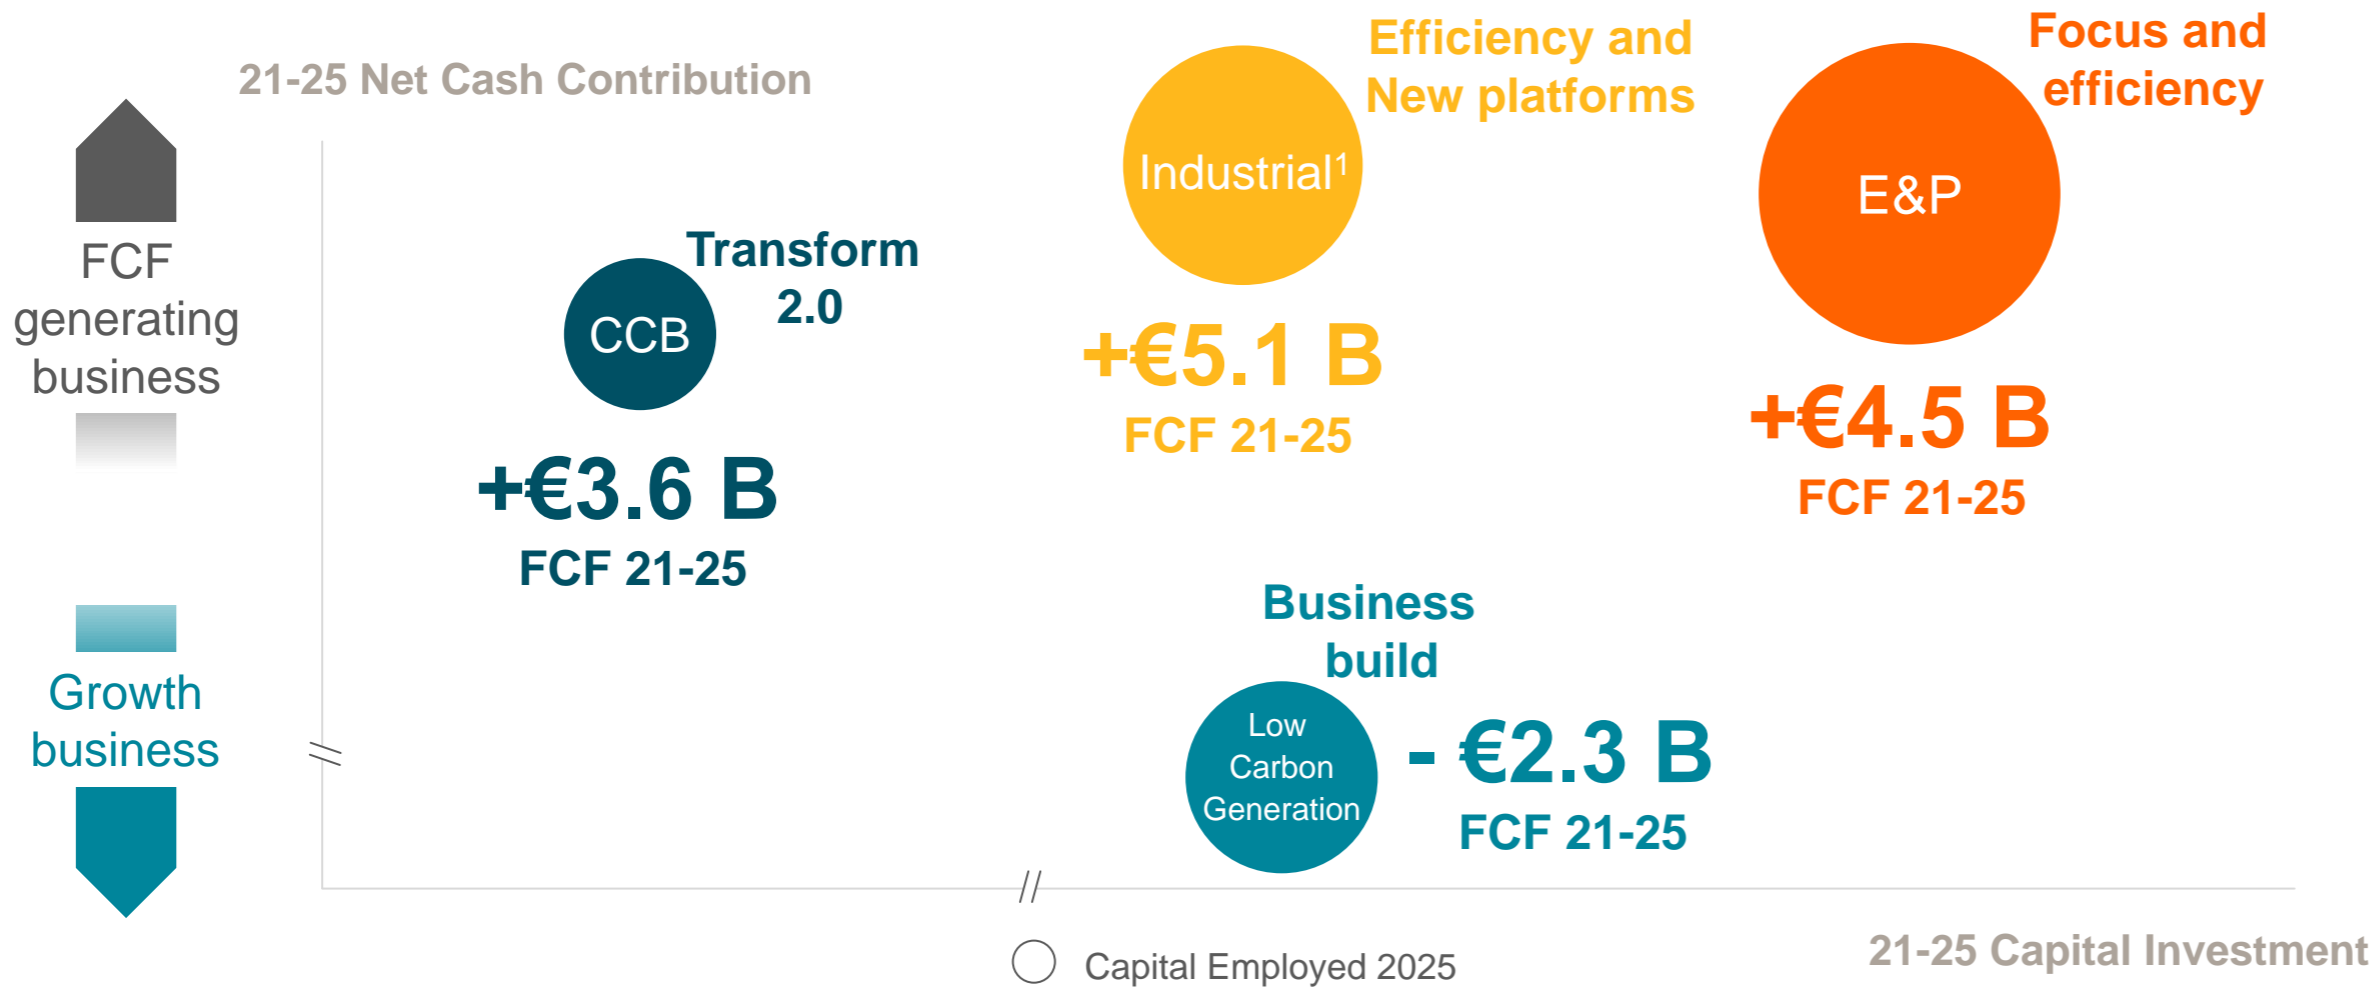 21-25 Net Cash Contribution
FCF
generating
business
Growth
business
CCB
Transform
2.0
+€3.6 B
FCF 21-25
Industrial¹
Efficiency and
New platforms
+€5.1 B
FCF 21-25
E&P
Focus and
efficiency
+€4.5 B
FCF 21-25
Business
build
Low
Carbon
Generation
- €2.3 B
FCF 21-25
Capital Employed 2025
21-25 Capital Investment